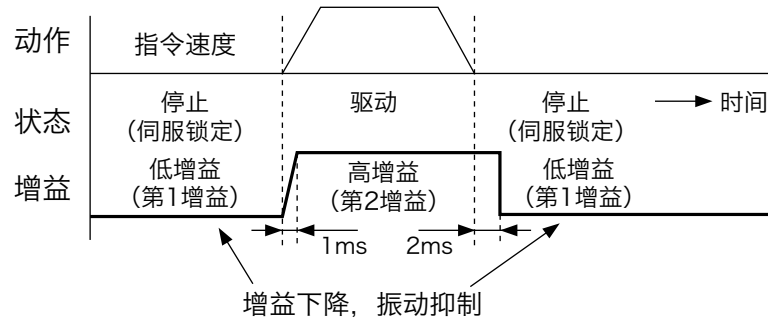 动作
指令速度
状态
停止
(伺服锁定)
驱动
停止
(伺服锁定)
时间
增益
低增益
(第1增益)
高增益
(第2增益)
低增益
(第1增益)
1ms
2ms
增益下降，振动抑制